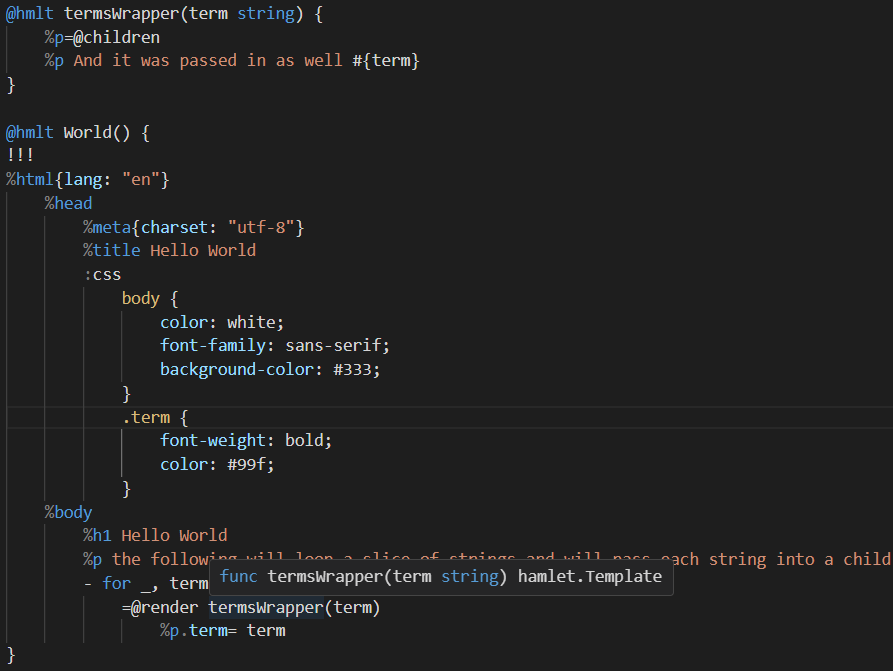 @hmlt termsWrapper(term string) {
    %p=@children
    %p And it was passed in as well #{term}
}

@hmlt World() {
!!!
%html{lang: "en"}
    %head
        %meta{charset: "utf-8"}
        %title Hello World
        :css
            body {
                color: white;
                font-family: sans-serif;
                background-color: #333;
            }
            .term {
                font-weight: bold;
                color: #99f;
            }
    %body
        %h1 Hello World
        %p the following will loop a slice of strings and will pass each string into a child
        - for _, term
func termsWrapper(term string) hamlet.Template
            =@render termsWrapper(term)
                %p.term= term
}